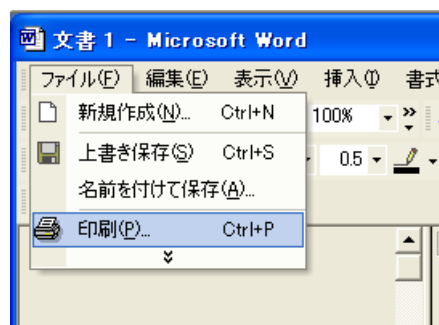 文書 1 - Microsoft Word
ファイル(F) 編集(E) 表示(V) 挿入(I) 書式
新規作成(N)... Ctrl+N 100%
上書き保存(S) Ctrl+S 0.5
名前を付けて保存(A)...
印刷(P)... Ctrl+P